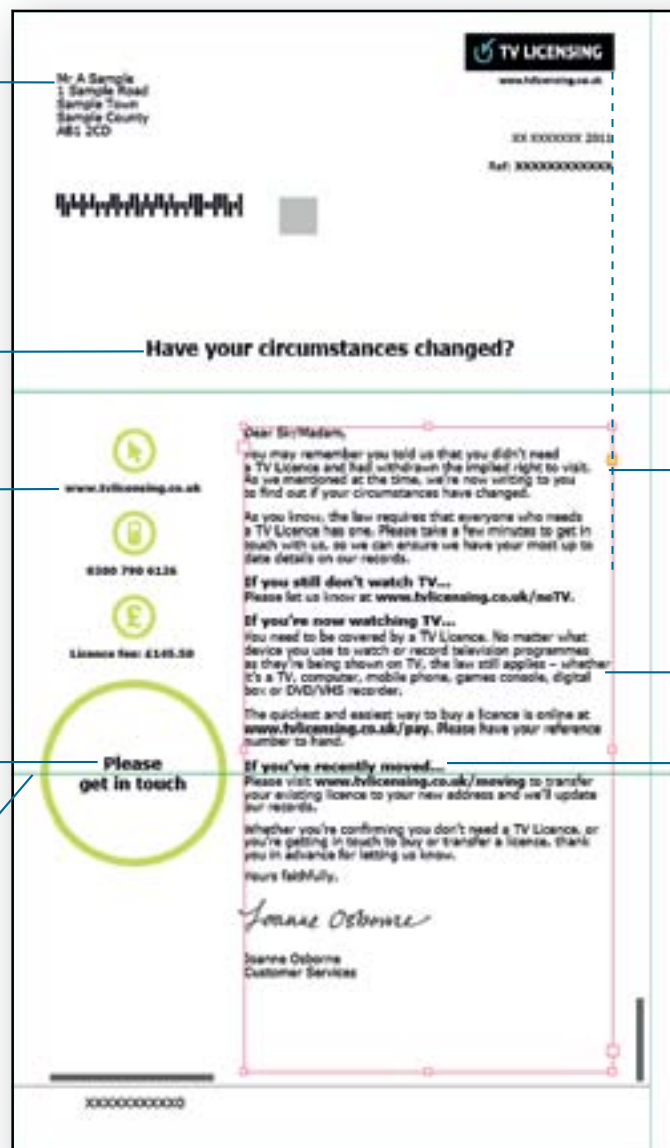 TV LICENSING
www.tvlicensing.co.uk
Mr A Sample
1 Sample Road
Sample Town
Sample County
AB1 2CD
XX XXXXXXX 2011
Ref: XXXXXXXXXXXX
Have your circumstances changed?
www.tvlicensing.co.uk
0300 790 6126
Licence fee: £145.50
Please
get in touch
Dear Sir/Madam,
You may remember you told us that you didn't need
a TV Licence and had withdrawn the implied right to visit.
As we mentioned at the time, we're now writing to you
to find out if your circumstances have changed.
As you know, the law requires that everyone who needs
a TV Licence has one. Please take a few minutes to get in
touch with us, so we can ensure we have your most up to
date details on our records.
If you still don't watch TV...
Please let us know at www.tvlicensing.co.uk/noTV.
If you're now watching TV...
You need to be covered by a TV Licence. No matter what
device you use to watch or record television programmes
as they're being shown on TV, the law still applies – whether
it's a TV, computer, mobile phone, games console, digital
box or DVD/VHS recorder.
The quickest and easiest way to buy a licence is online at
www.tvlicensing.co.uk/pay. Please have your reference
number to hand.
If you've recently moved...
Please visit www.tvlicensing.co.uk/moving to transfer
your existing licence to your new address and we'll update
our records.
Whether you're confirming you don't need a TV Licence, or
you're getting in touch to buy or transfer a licence, thank
you in advance for letting us know.
Yours faithfully,
Joanne Osborne
Joanne Osborne
Customer Services
XXXXXXXXXXX0